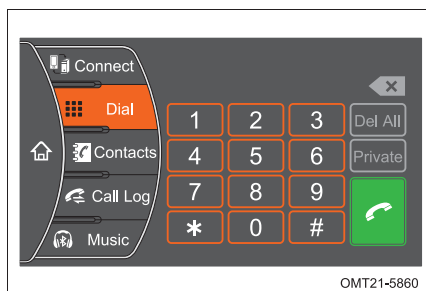 Connect
Dial
1 2 3 Del All
Contacts
4 5 6 Private
Call Log
7 8 9
* 0 #
Music
OMT21-5860